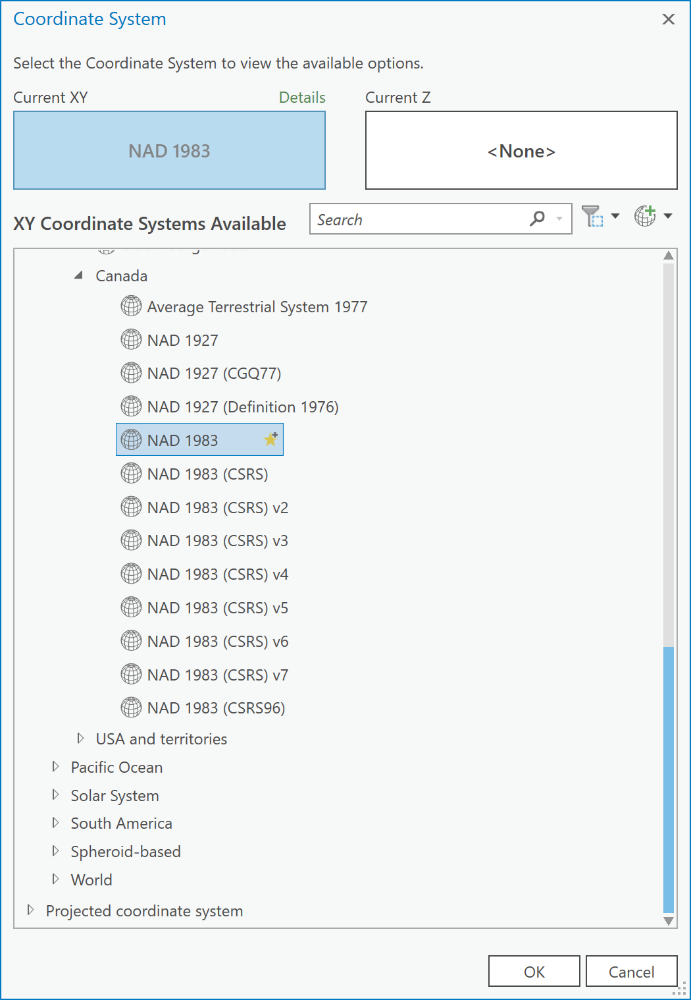 Coordinate System
Select the Coordinate System to view the available options.
Current XY
Details
Current Z
NAD 1983
<None>
XY Coordinate Systems Available
Search
Canada
Average Terrestrial System 1977
NAD 1927
NAD 1927 (CGQ77)
NAD 1927 (Definition 1976)
NAD 1983
NAD 1983 (CSRS)
NAD 1983 (CSRS) v2
NAD 1983 (CSRS) v3
NAD 1983 (CSRS) v4
NAD 1983 (CSRS) v5
NAD 1983 (CSRS) v6
NAD 1983 (CSRS) v7
NAD 1983 (CSRS96)
USA and territories
Pacific Ocean
Solar System
South America
Spheroid-based
World
Projected coordinate system
OK
Cancel